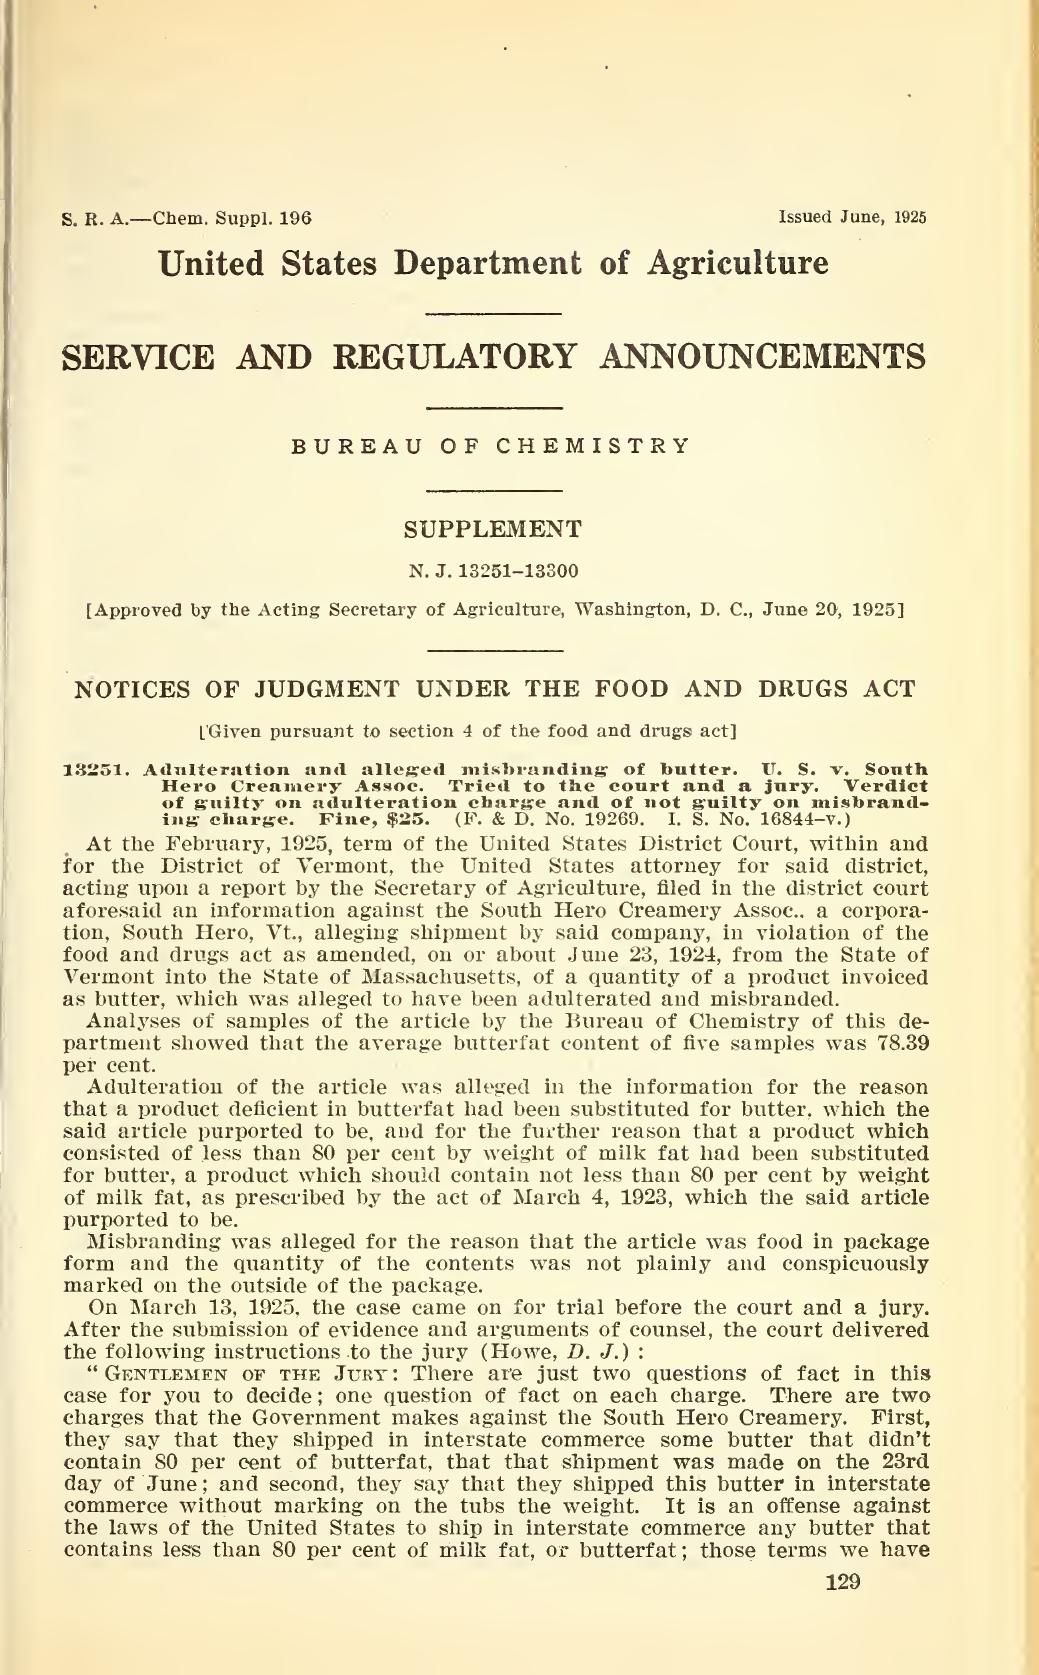 S. R. A.—Chem. Suppl. 196 Issued June, 1925
United States Department of Agriculture
SERVICE AND REGULATORY ANNOUNCEMENTS
BUREAU OF CHEMISTRY
SUPPLEMENT
N. J. 13251–13300
[Approved by the Acting Secretary of Agriculture, Washington, D. C., June 20, 1925]
NOTICES OF JUDGMENT UNDER THE FOOD AND DRUGS ACT
[Given pursuant to section 4 of the food and drugs act]
13251. Adulteration and alleged misbranding of butter. U. S. v. South
Hero Creamery Assoc. Tried to the court and a jury. Verdict
of guilty on adulteration charge and of not guilty on misbrand-
ing charge. Fine, $25. (F. & D. No. 19269. I. S. No. 16844–v.)
At the February, 1925, term of the United States District Court, within and
for the District of Vermont, the United States attorney for said district,
acting upon a report by the Secretary of Agriculture, filed in the district court
aforesaid an information against the South Hero Creamery Assoc., a corpora-
tion, South Hero, Vt., alleging shipment by said company, in violation of the
food and drugs act as amended, on or about June 23, 1924, from the State of
Vermont into the State of Massachusetts, of a quantity of a product invoiced
as butter, which was alleged to have been adulterated and misbranded.
Analyses of samples of the article by the Bureau of Chemistry of this de-
partment showed that the average butterfat content of five samples was 78.39
per cent.
Adulteration of the article was alleged in the information for the reason
that a product deficient in butterfat had been substituted for butter, which the
said article purported to be, and for the further reason that a product which
consisted of less than 80 per cent by weight of milk fat had been substituted
for butter, a product which should contain not less than 80 per cent by weight
of milk fat, as prescribed by the act of March 4, 1923, which the said article
purported to be.
Misbranding was alleged for the reason that the article was food in package
form and the quantity of the contents was not plainly and conspicuously
marked on the outside of the package.
On March 13, 1925, the case came on for trial before the court and a jury.
After the submission of evidence and arguments of counsel, the court delivered
the following instructions to the jury (Howe, D. J.) :
“ GENTLEMEN OF THE JURY: There are just two questions of fact in this
case for you to decide; one question of fact on each charge. There are two
charges that the Government makes against the South Hero Creamery. First,
they say that they shipped in interstate commerce some butter that didn't
contain 80 per cent of butterfat, that that shipment was made on the 23rd
day of June; and second, they say that they shipped this butter in interstate
commerce without marking on the tubs the weight. It is an offense against
the laws of the United States to ship in interstate commerce any butter that
contains less than 80 per cent of milk fat, or butterfat; those terms we have
129